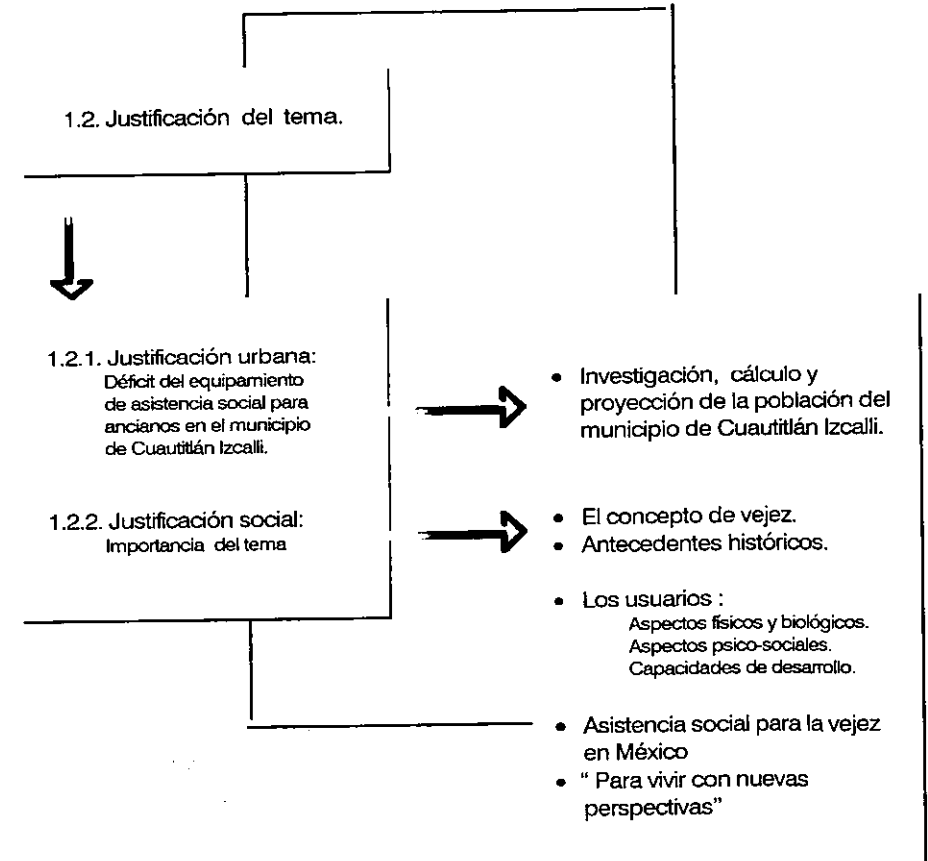 1.2. Justificación del tema.
1.2.1. Justificación urbana:
Déficit del equipamiento
de asistencia social para
ancianos en el municipio
de Cuautitlán Izcalli.
1.2.2. Justificación social:
Importancia del tema
• Investigación, cálculo y
proyección de la población del
municipio de Cuautitlán Izcalli.
• El concepto de vejez.
• Antecedentes históricos.
• Los usuarios :
Aspectos físicos y biológicos.
Aspectos psico-sociales.
Capacidades de desarrollo.
• Asistencia social para la vejez
en México
• “ Para vivir con nuevas
perspectivas”